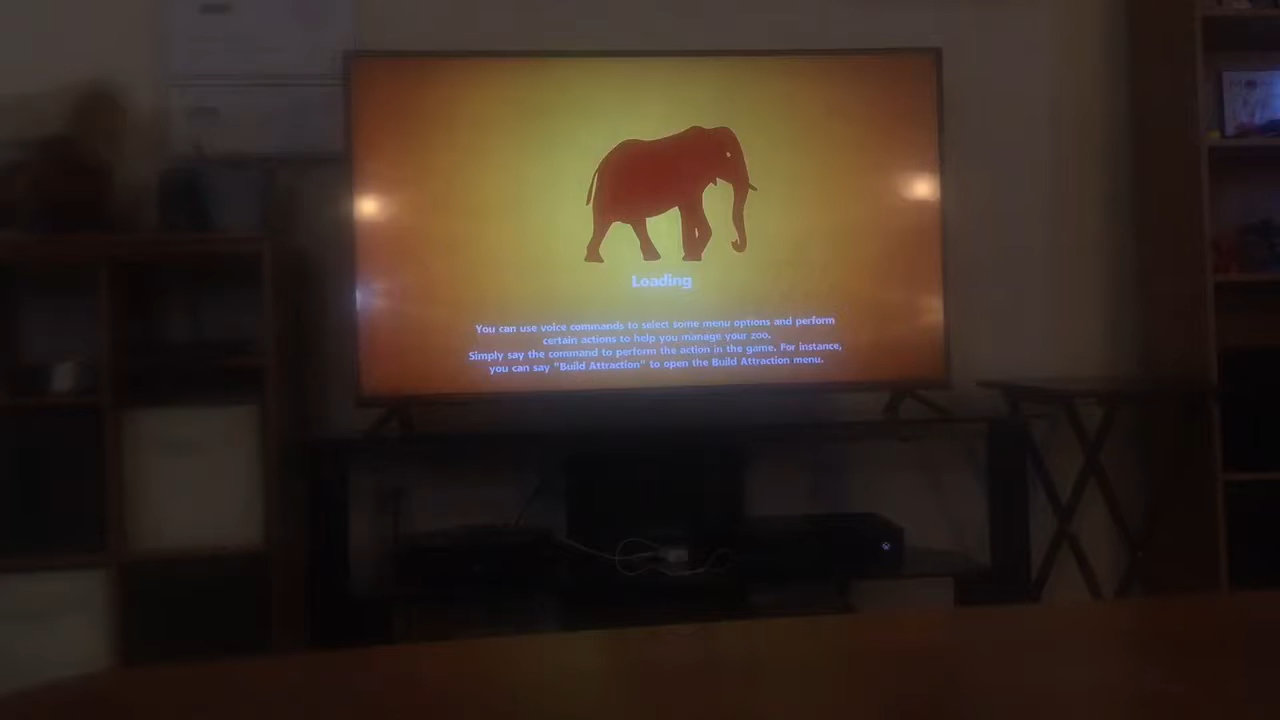 Loading
You can use voice commands to select some menu options and perform
certain actions to help you manage your zoo.
Simply say the command to perform the action in the game. For instance,
you can say "Build Attraction" to open the Build Attraction menu.